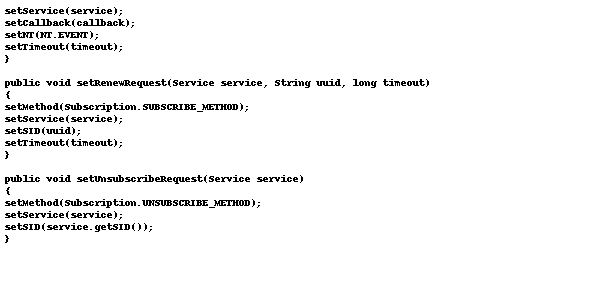 setService(service);
setCallback(callback);
setNT(NT.EVENT);
setTimeout(timeout);
}
public void setRenewRequest(Service service, String uuid, long timeout)
{
setMethod(Subscription.SUBSCRIBE_METHOD);
setService(service);
setSID(uuid);
setTimeout(timeout);
}
public void setUnsubscribeRequest(Service service)
{
setMethod(Subscription.UNSUBSCRIBE_METHOD);
setService(service);
setSID(service.getSID());
}